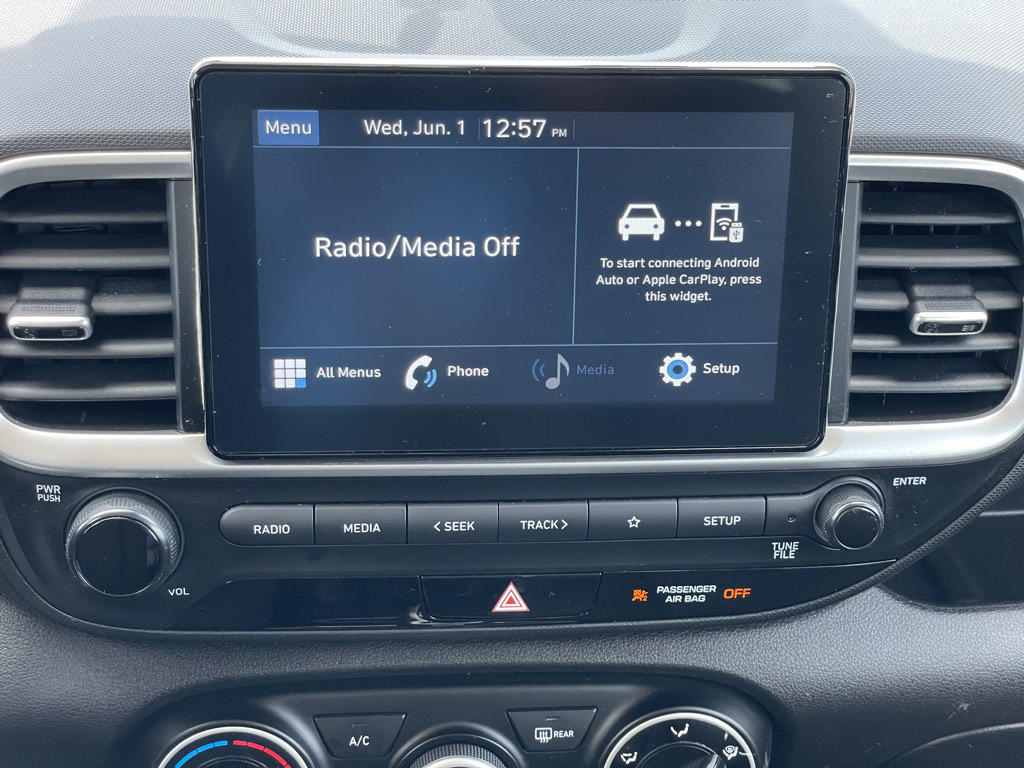 Menu Wed, Jun. 1 12:57 PM
Radio/Media Off
To start connecting Android
Auto or Apple CarPlay, press
this widget.
All Menus Phone Media Setup
PWR
PUSH
VOL
RADIO MEDIA < SEEK TRACK > SETUP
ENTER
TUNE
FILE
PASSENGER
AIR BAG OFF
A/C
REAR